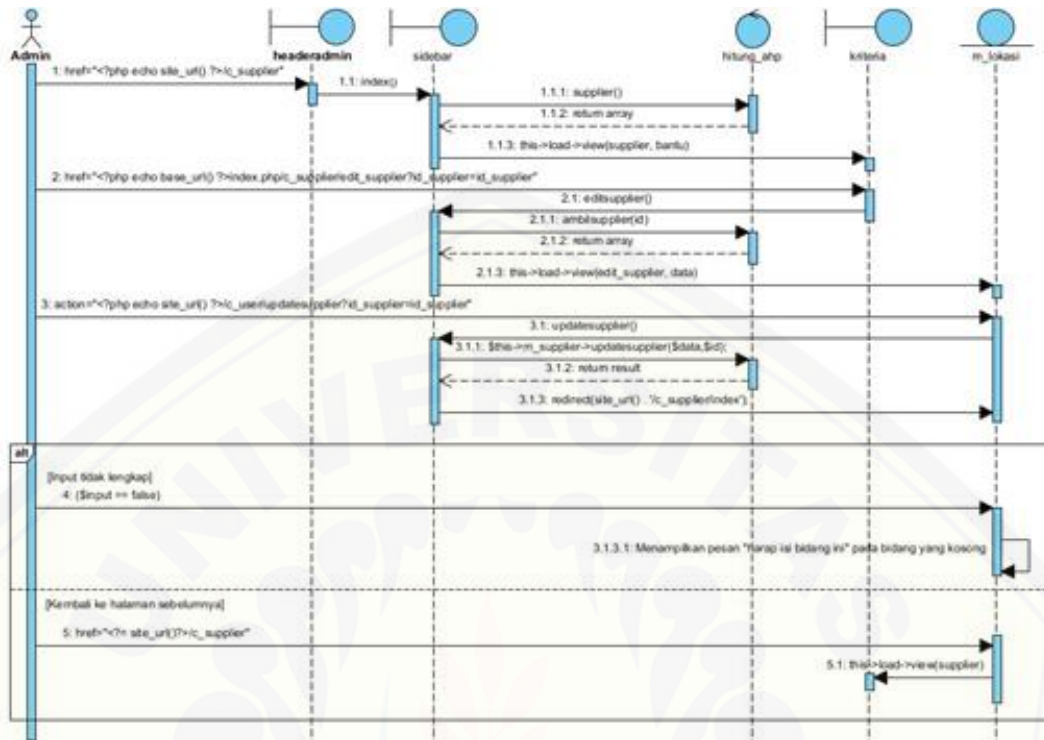 Admin
headeradmin
sidebar
hitung_ahp
kriteria
m_lokasi
1: href="<?php echo site_url() ?>/c_supplier"
1.1: index()
1.1.1: supplier()
1.1.2: return array
1.1.3: this->load->view(supplier, bantu)
2: href="<?php echo base_url() ?>index.php/c_supplier/edit_supplier?id_supplier=id_supplier"
2.1: editsupplier()
2.1.1: ambilsupplier(id)
2.1.2: return array
2.1.3: this->load->view(edit_supplier, data)
3: action="<?php echo site_url() ?>/c_user/updatesupplier?id_supplier=id_supplier"
3.1: updatesupplier()
3.1.1: $this->m_supplier->updatesupplier($data,$id);
3.1.2: return result
3.1.3: redirect(site_url() . '/c_supplier/index')
alt
[Input tidak lengkap]
4: ($input == false)
3.1.3.1: Menampilkan pesan "harap isi bidang ini" pada bidang yang kosong
[Kembali ke halaman sebelumnya]
5: href="<?= site_url()?>/c_supplier"
5.1: this->load->view(supplier)
UNIVERSITAS